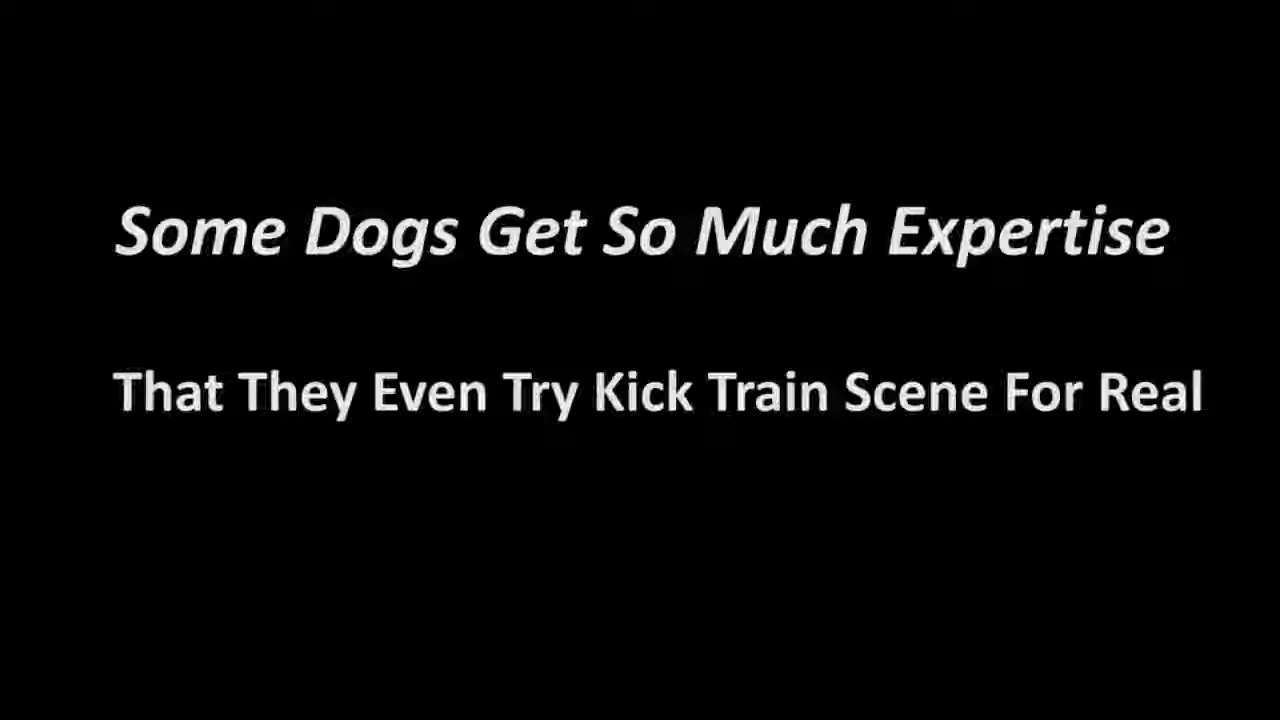 Some Dogs Get So Much Expertise
That They Even Try Kick Train Scene For Real